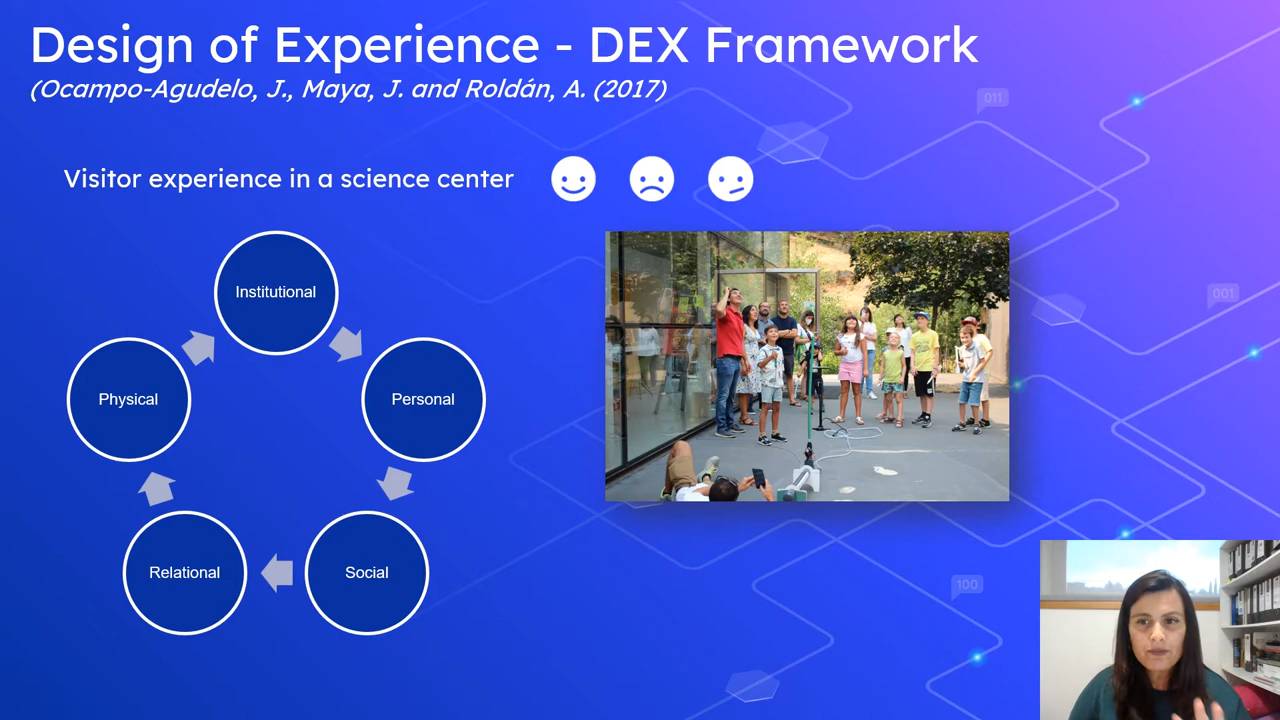 Design of Experience - DEX Framework
(Ocampo-Agudelo, J., Maya, J. and Roldán, A. (2017)
011
Visitor experience in a science center
Institutional
001
Physical
Personal
Relational
Social
100